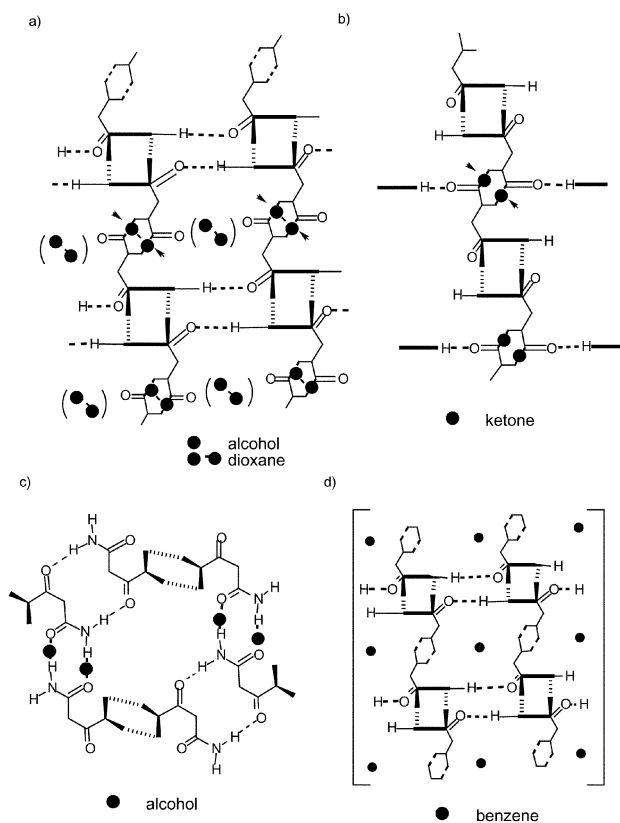 a)
H O
H O O
O H
H
O O O O
H O
H O O
O H
H
O O O O
alcohol
dioxane
b)
H
O
O
H
H O O H
O H
O
H
H O O H
ketone
c)
H
H N O O
O
O H
O O N H
O N H H
H H
H N O H N O
O
O
O N H
O H
alcohol
d)
H
H O
H O O H
H O H
H
H
H O
H O O H
H O H
benzene